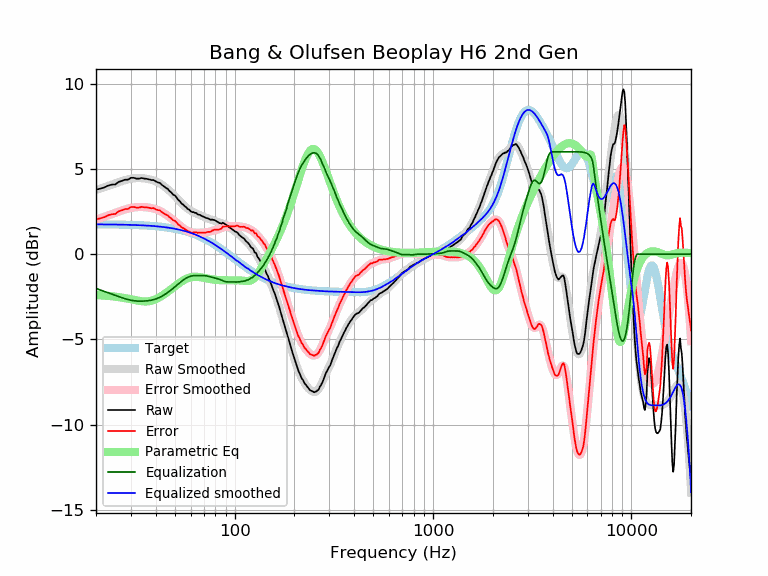 Bang & Olufsen Beoplay H6 2nd Gen
10
5
0
−5
−10
−15
Amplitude (dBr)
Target
Raw Smoothed
Error Smoothed
Raw
Error
Parametric Eq
Equalization
Equalized smoothed
100
1000
10000
Frequency (Hz)